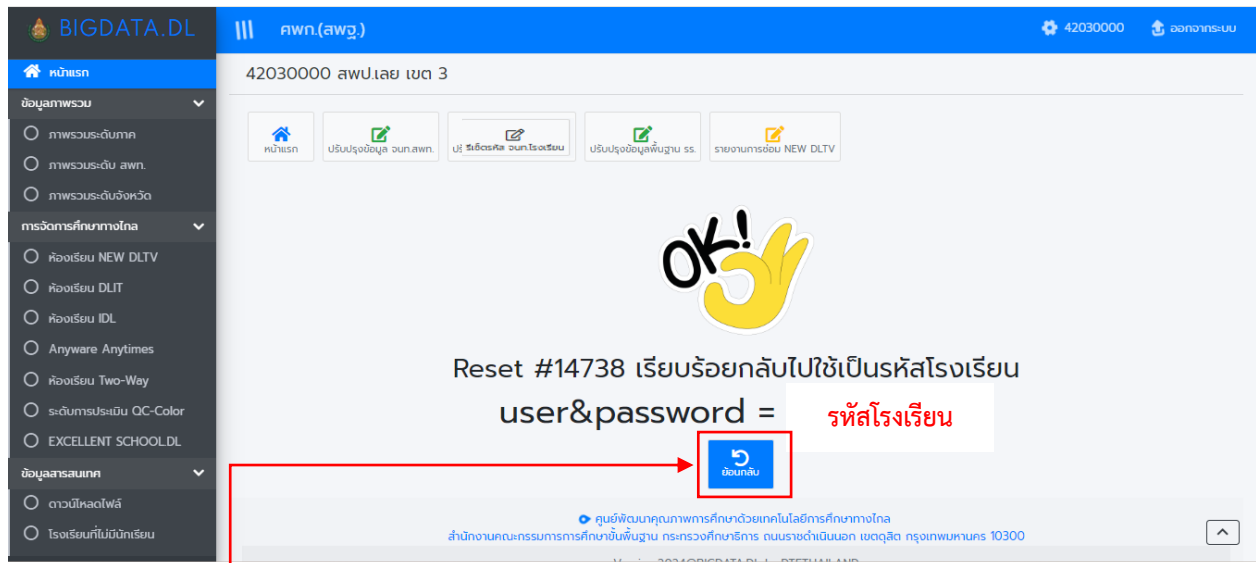 BIGDATA.DL
ศพท.(สพฐ.)
42030000
ออกจากระบบ
หน้าแรก
ข้อมูลภาพรวม
ภาพรวมระดับภาค
ภาพรวมระดับ สพท.
ภาพรวมระดับจังหวัด
การจัดการศึกษาทางไกล
ห้องเรียน NEW DLTV
ห้องเรียน DLIT
ห้องเรียน IDL
Anyware Anytimes
ห้องเรียน Two-Way
ระดับการประเมิน QC-Color
EXCELLENT SCHOOL.DL
ข้อมูลสารสนเทศ
ดาวน์โหลดไฟล์
โรงเรียนที่ไม่มีนักเรียน
42030000 สพป.เลย เขต 3
หน้าแรก
ปรับปรุงข้อมูล จนท.สพท.
รีเซ็ตรหัส จนท.โรงเรียน
ปรับปรุงข้อมูลพื้นฐาน รร.
รายงานการซ่อม NEW DLTV
OK!
Reset #14738 เรียบร้อยกลับไปใช้เป็นรหัสโรงเรียน
user&password = รหัสโรงเรียน
ย้อนกลับ
ศูนย์พัฒนาคุณภาพการศึกษาด้วยเทคโนโลยีการศึกษาทางไกล
สำนักงานคณะกรรมการการศึกษาขั้นพื้นฐาน กระทรวงศึกษาธิการ ถนนราชดำเนินนอก เขตดุสิต กรุงเทพมหานคร 10300